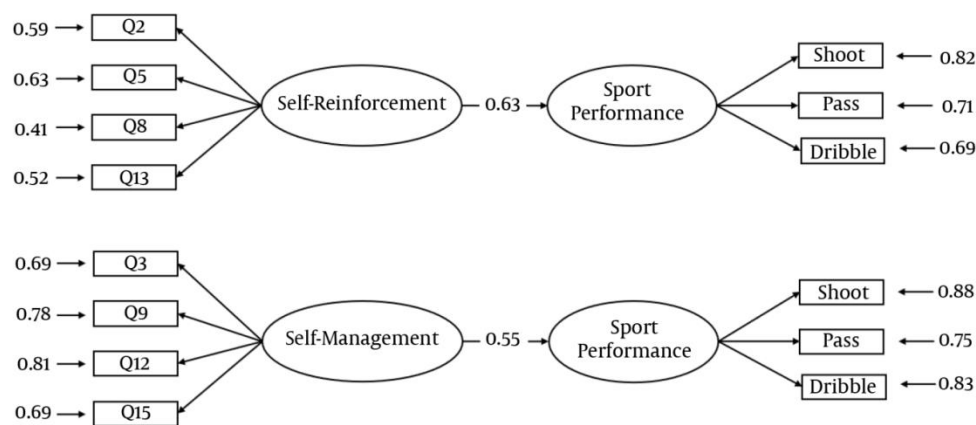 0.59
Q2
0.63
Q5
0.41
Q8
0.52
Q13
Self-Reinforcement
0.63
Sport
Performance
Shoot
0.82
Pass
0.71
Dribble
0.69
0.69
Q3
0.78
Q9
0.81
Q12
0.69
Q15
Self-Management
0.55
Sport
Performance
Shoot
0.88
Pass
0.75
Dribble
0.83